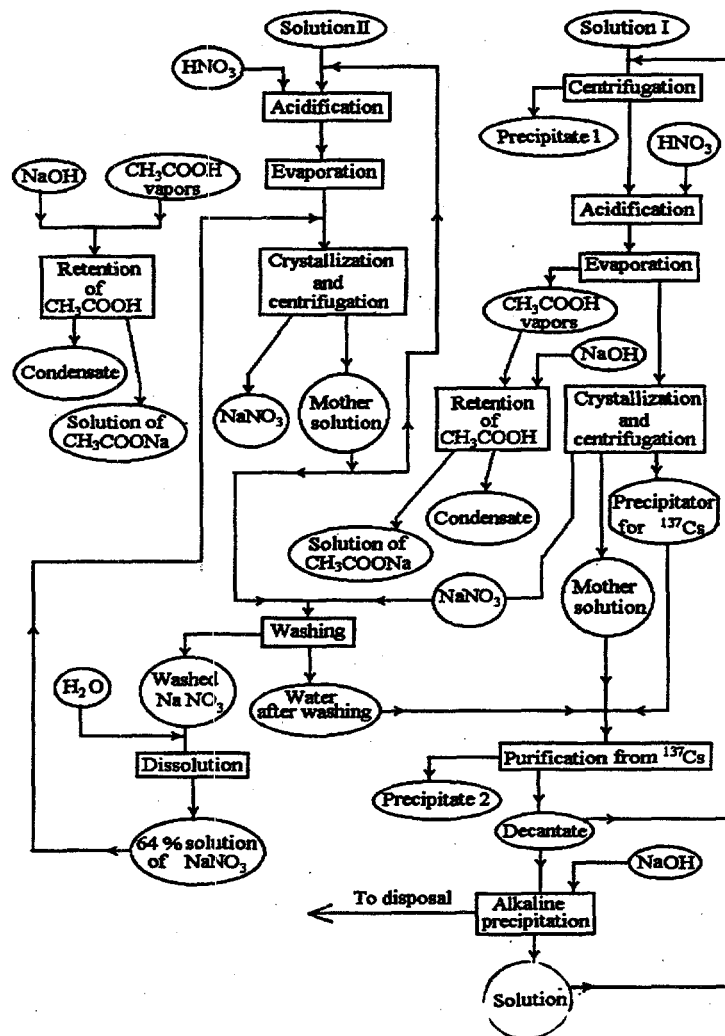 Solution II
HNO3
Acidification
Evaporation
NaOH
CH3COOH
vapors
Retention
of
CH3COOH
Condensate
Solution of
CH3COONa
Crystallization
and
centrifugation
NaNO3
Mother
solution
Solution I
Centrifugation
Precipitate 1
HNO3
Acidification
Evaporation
CH3COOH
vapors
NaOH
Retention
of
CH3COOH
Condensate
Solution of
CH3COONa
Crystallization
and
centrifugation
Precipitator
for 137Cs
Mother
solution
NaNO3
Washing
Washed
NaNO3
Water
after washing
H2O
Dissolution
64 % solution
of NaNO3
Purification from 137Cs
Precipitate 2
Decantate
NaOH
Alkaline
precipitation
To disposal
Solution